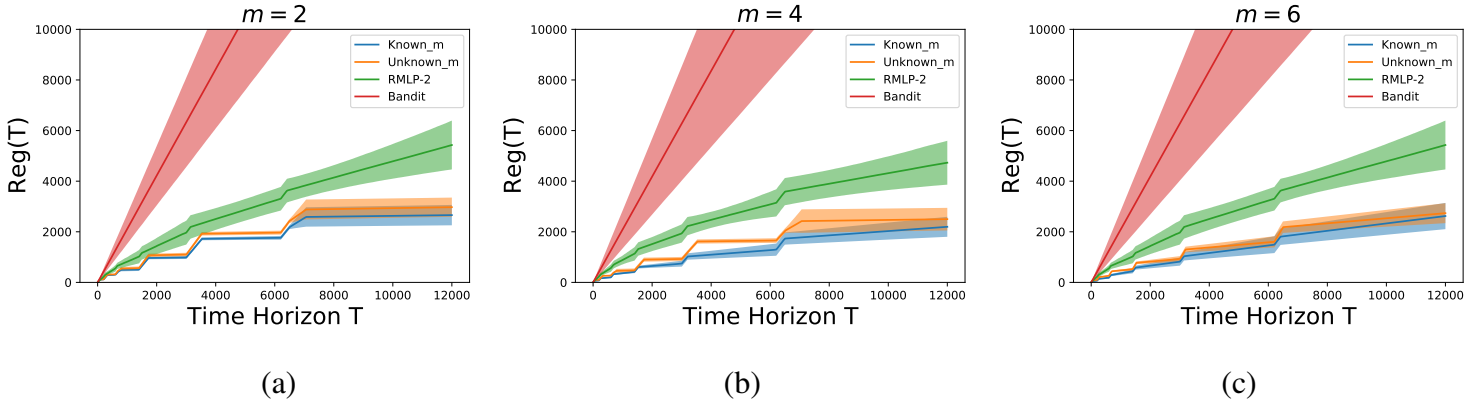 m = 2
10000
8000
6000
4000
2000
0
Reg(T)
0 2000 4000 6000 8000 10000 12000
Time Horizon T
Known_m
Unknown_m
RMLP-2
Bandit
(a)
m = 4
10000
8000
6000
4000
2000
0
Reg(T)
0 2000 4000 6000 8000 10000 12000
Time Horizon T
Known_m
Unknown_m
RMLP-2
Bandit
(b)
m = 6
10000
8000
6000
4000
2000
0
Reg(T)
0 2000 4000 6000 8000 10000 12000
Time Horizon T
Known_m
Unknown_m
RMLP-2
Bandit
(c)